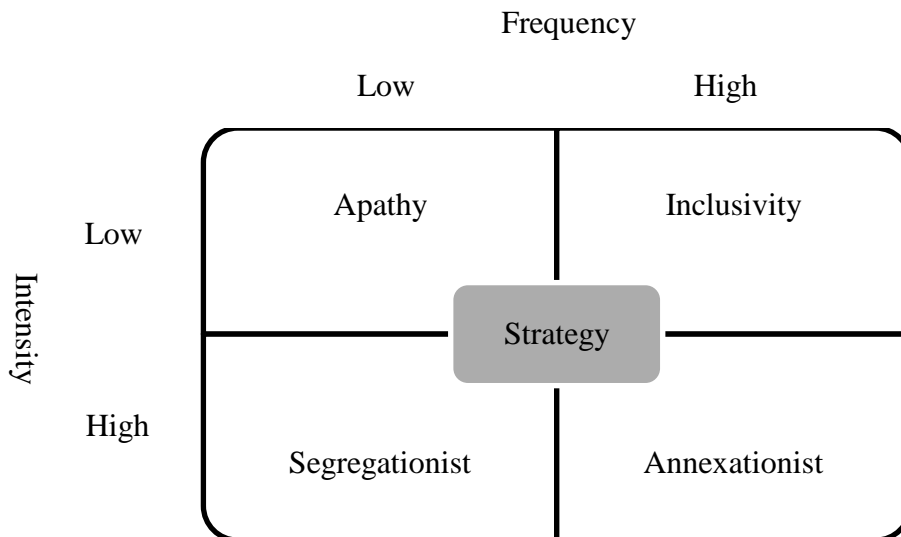 Frequency
Low High
Apathy Inclusivity
Low
Intensity
Strategy
High
Segregationist Annexationist